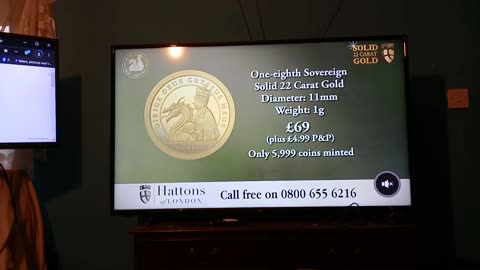 SOLID
22 CARAT
GOLD
One-eighth Sovereign
Solid 22 Carat Gold
Diameter: 11mm
Weight: 1g
£69
(plus £4.99 P&P)
Only 5,999 coins minted
Hattons
of LONDON
Call free on 0800 655 6216